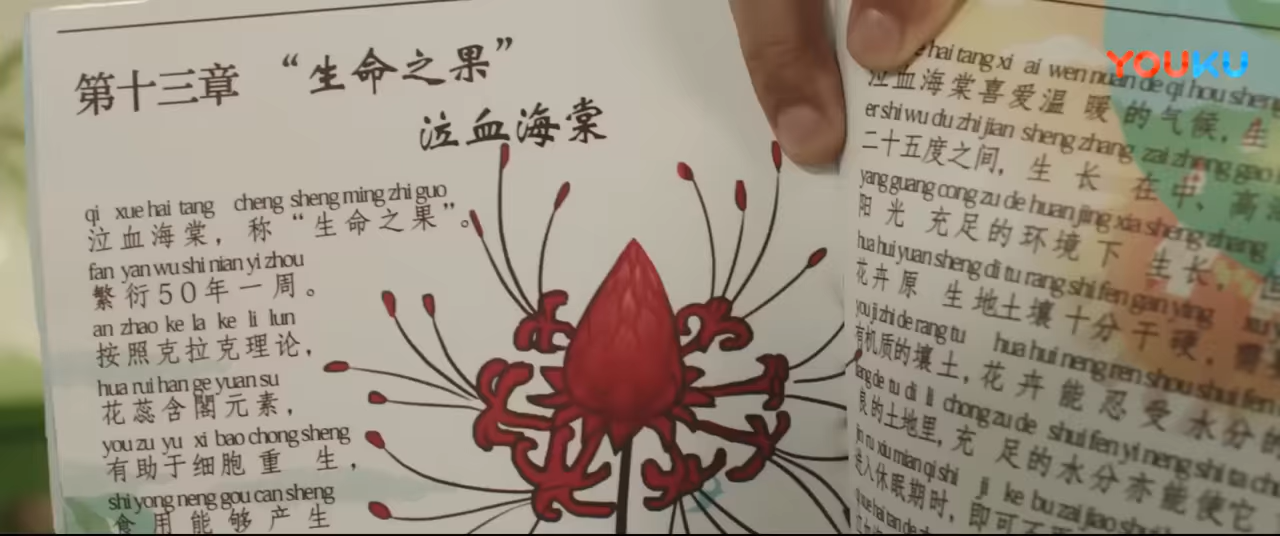 第十三章 “生命之果”
泣血海棠
qi xue hai tang cheng sheng ming zhi guo
泣血海棠，称“生命之果”。
fan yan wu shi nian yi zhou
繁衍50年一周。
an zhao ke la ke li lun
按照克拉克理论，
hua rui han ge yuan su
花蕊含阁元素，
you zu yu xi bao chong sheng
有助于细胞重生，
shi yong neng gou can sheng
食用能够产生
YOUKU
hai tang xi ai wen nuan de qi hou sheng
泣血海棠喜爱温暖的气候，生
er shi wu du zhi jian sheng zhang zai zhong gao
二十五度之间，生长在中、高
yang guang cong zu de huan jing xia sheng zhang
阳光充足的环境下生长，但
hua hui yuan sheng di tu rang shi fen gan ying
花卉原生地土壤十分干硬，需
you ji zhi de rang tu hua hui neng ren shou shui fen
有机质的壤土，花卉能忍受水分的
de tu di li chong zu de shui fen yi neng shi ta
良的土地里，充足的水分亦能使它
ru xiu mian qi shi ji ke bu zai jiao shui
入休眠期时，即可不再